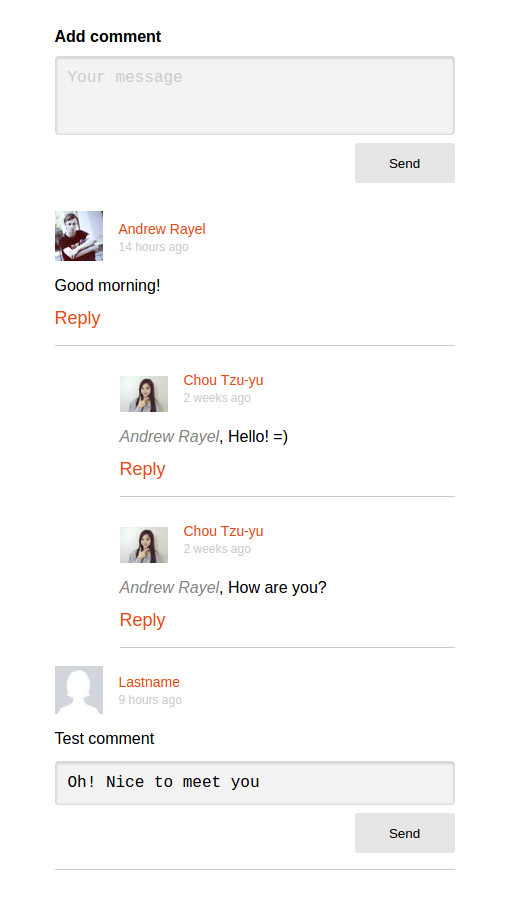 Add comment
Your message
Send
Andrew Rayel
14 hours ago
Good morning!
Reply
Chou Tzu-yu
2 weeks ago
Andrew Rayel, Hello! =)
Reply
Chou Tzu-yu
2 weeks ago
Andrew Rayel, How are you?
Reply
Lastname
9 hours ago
Test comment
Oh! Nice to meet you
Send